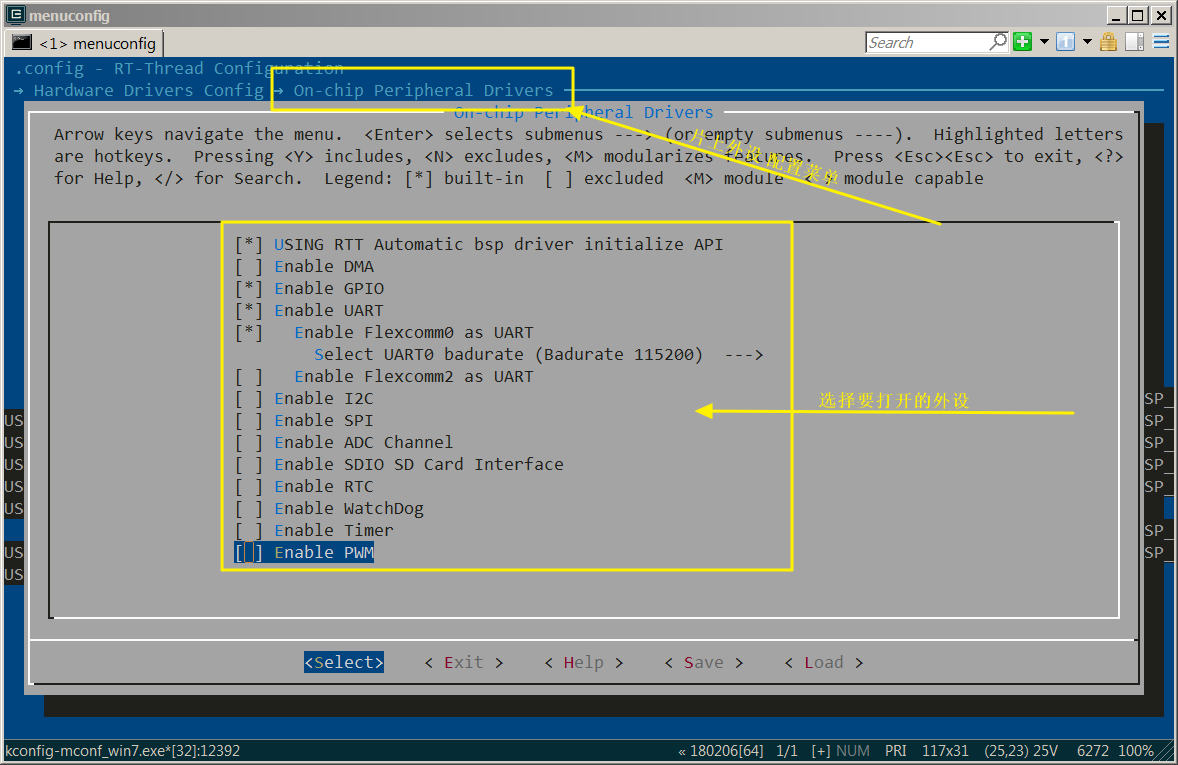 menuconfig
<1> menuconfig
Search
.config - RT-Thread Configuration
→ Hardware Drivers Config → On-chip Peripheral Drivers
On-chip Peripheral Drivers
Arrow keys navigate the menu. <Enter> selects submenus ---> (or empty submenus ----). Highlighted letters
are hotkeys. Pressing <Y> includes, <N> excludes, <M> modularizes features. Press <Esc><Esc> to exit, <?>
for Help, </> for Search. Legend: [*] built-in [ ] excluded <M> module < > module capable
片上外设配置菜单
[*] USING RTT Automatic bsp driver initialize API
[ ] Enable DMA
[*] Enable GPIO
[*] Enable UART
[*] Enable Flexcomm0 as UART
Select UART0 badurate (Badurate 115200) --->
[ ] Enable Flexcomm2 as UART
[ ] Enable I2C
选择要打开的外设
[ ] Enable SPI
[ ] Enable ADC Channel
[ ] Enable SDIO SD Card Interface
[ ] Enable RTC
[ ] Enable WatchDog
[ ] Enable Timer
[ ] Enable PWM
US
US
US
US
US
US
US
SP_
SP_
SP_
SP_
SP_
SP_
SP_
<Select> < Exit > < Help > < Save > < Load >
kconfig-mconf_win7.exe*[32]:12392
« 180206[64] 1/1 [+] NUM PRI 117x31 (25,23) 25V 6272 100%